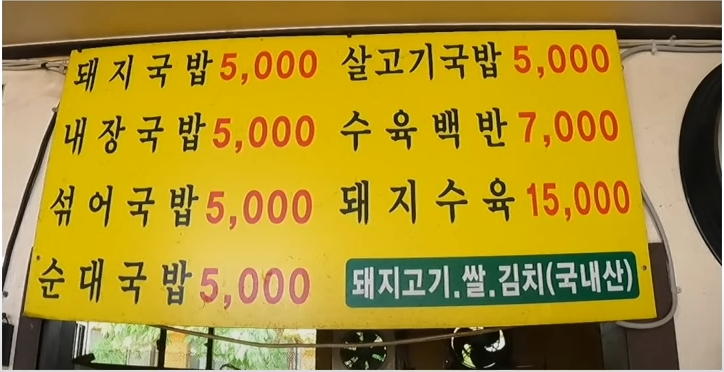 돼지국밥 5,000
내장국밥 5,000
섞어국밥 5,000
순대국밥 5,000
살고기국밥 5,000
수육백반 7,000
돼지수육 15,000
돼지고기.쌀.김치(국내산)